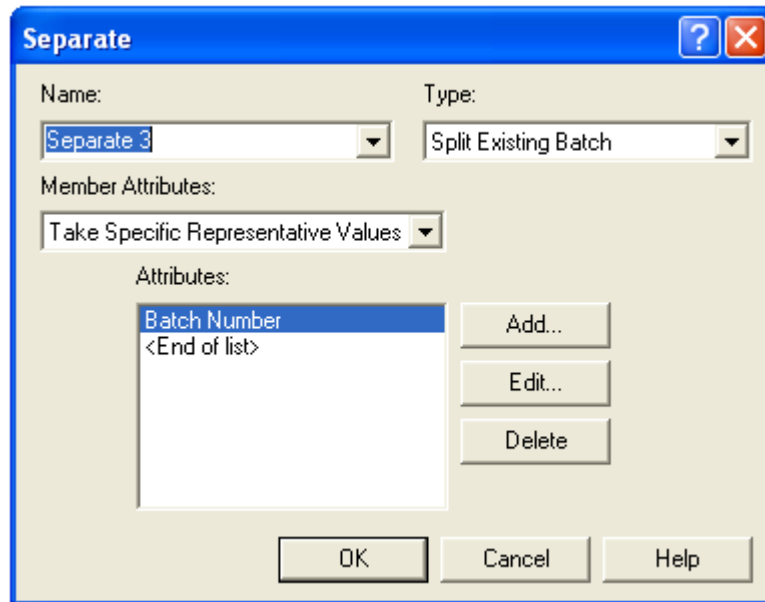 Separate
Name:
Type:
Separate 3
Split Existing Batch
Member Attributes:
Take Specific Representative Values
Attributes:
Batch Number
<End of list>
Add...
Edit...
Delete
OK
Cancel
Help